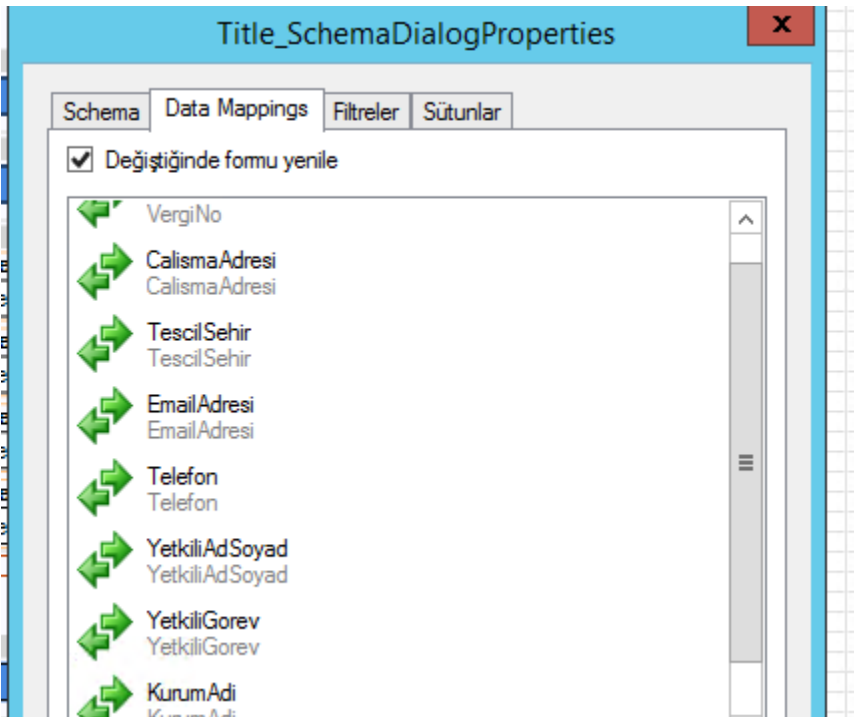 Title_SchemaDialogProperties
x
Schema
Data Mappings
Filtreler
Sütunlar
Değiştiğinde formu yenile
VergiNo
CalismaAdresi
CalismaAdresi
TescilSehir
TescilSehir
EmailAdresi
EmailAdresi
Telefon
Telefon
YetkiliAdSoyad
YetkiliAdSoyad
YetkiliGorev
YetkiliGorev
KurumAdi
KurumAdi